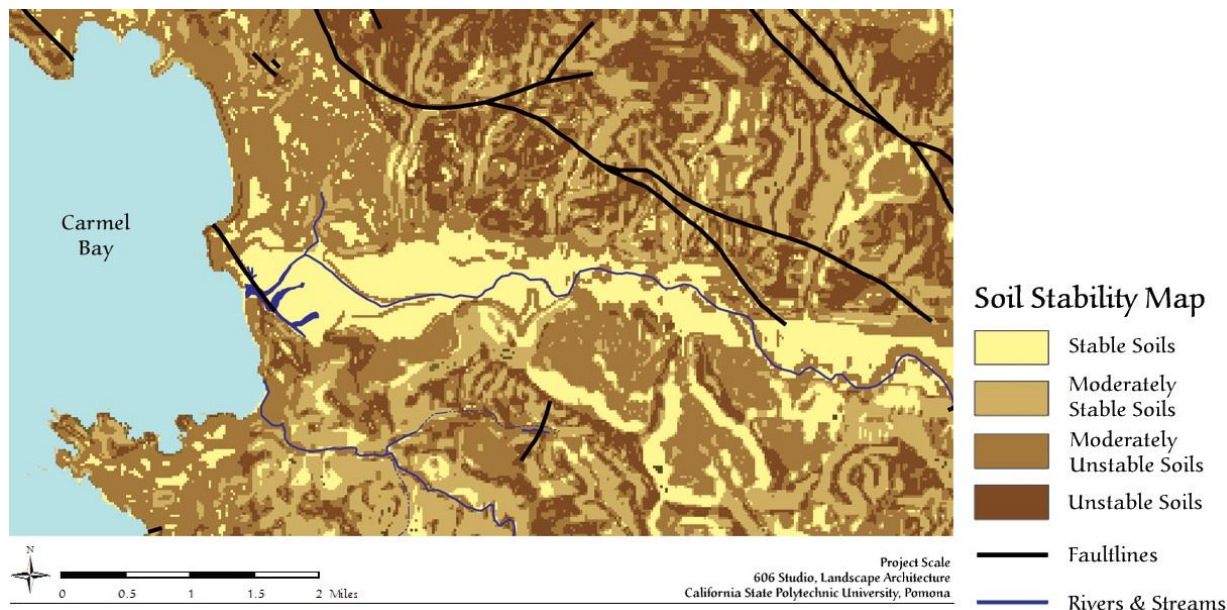 Carmel
Bay
Soil Stability Map
Stable Soils
Moderately
Stable Soils
Moderately
Unstable Soils
Unstable Soils
Faultlines
Rivers & Streams
N
0 0.5 1 1.5 2 Miles
Project Scale
606 Studio, Landscape Architecture
California State Polytechnic University, Pomona